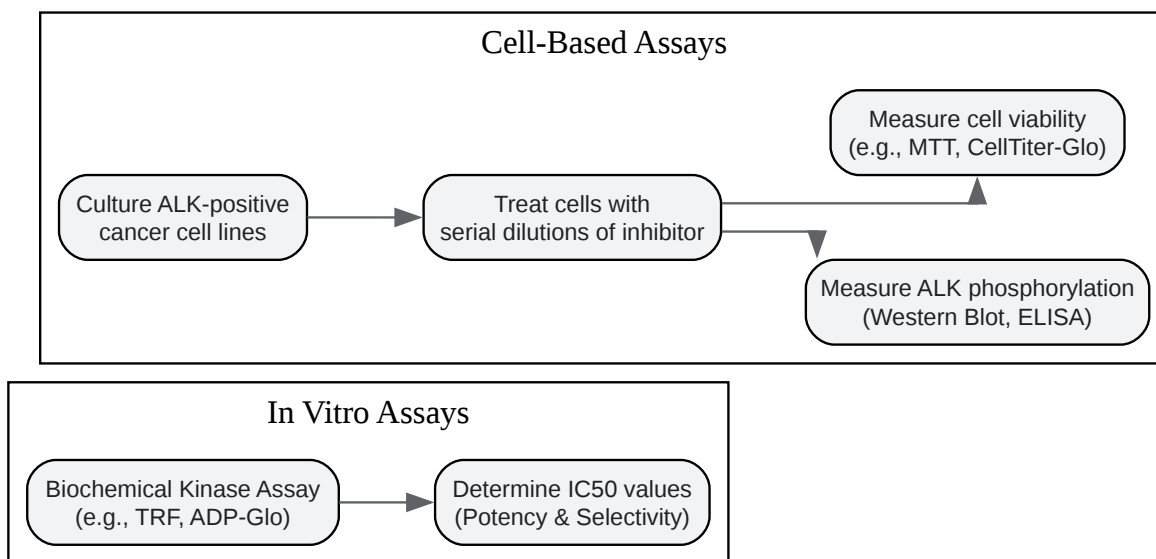 Cell-Based Assays
Culture ALK-positive
cancer cell lines
Treat cells with
serial dilutions of inhibitor
Measure cell viability
(e.g., MTT, CellTiter-Glo)
Measure ALK phosphorylation
(Western Blot, ELISA)
In Vitro Assays
Biochemical Kinase Assay
(e.g., TRF, ADP-Glo)
Determine IC50 values
(Potency & Selectivity)